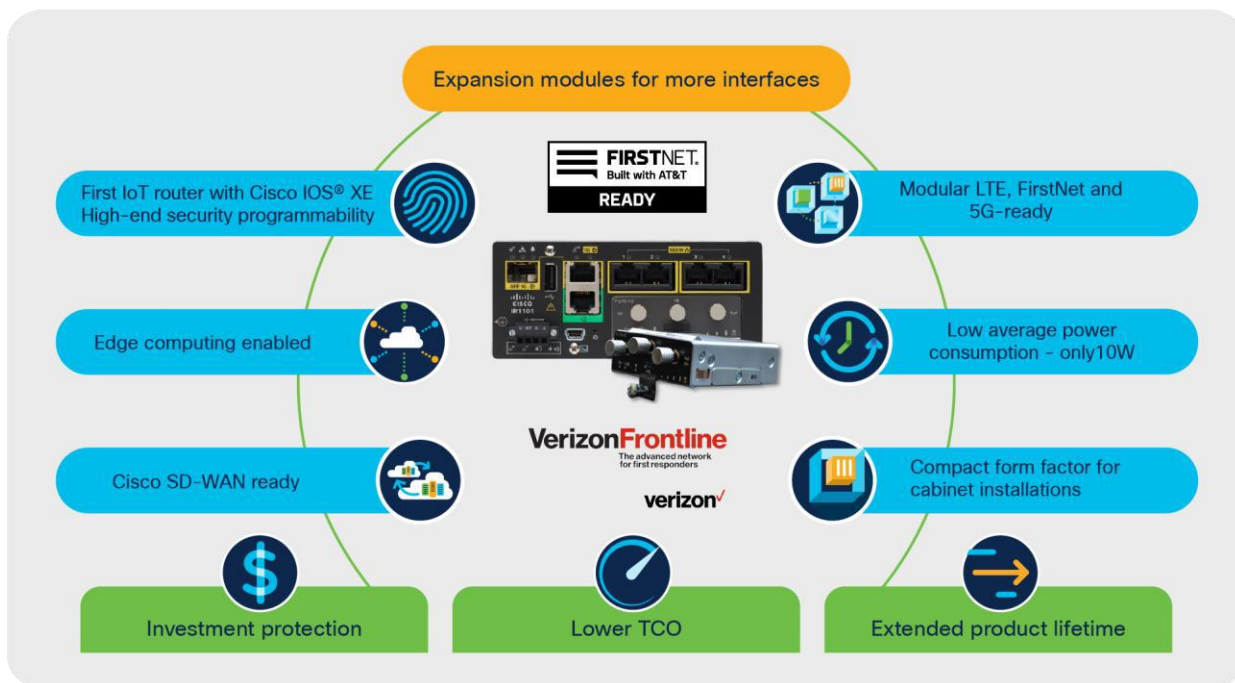 Expansion modules for more interfaces
FIRSTNET.
Built with AT&T
READY
First IoT router with Cisco IOS® XE
High-end security programmability
Modular LTE, FirstNet and
5G-ready
CISCO
IR1101
Edge computing enabled
Low average power
consumption - only10W
VerizonFrontline
The advanced network
for first responders
verizon✓
Cisco SD-WAN ready
Compact form factor for
cabinet installations
Investment protection
Lower TCO
Extended product lifetime